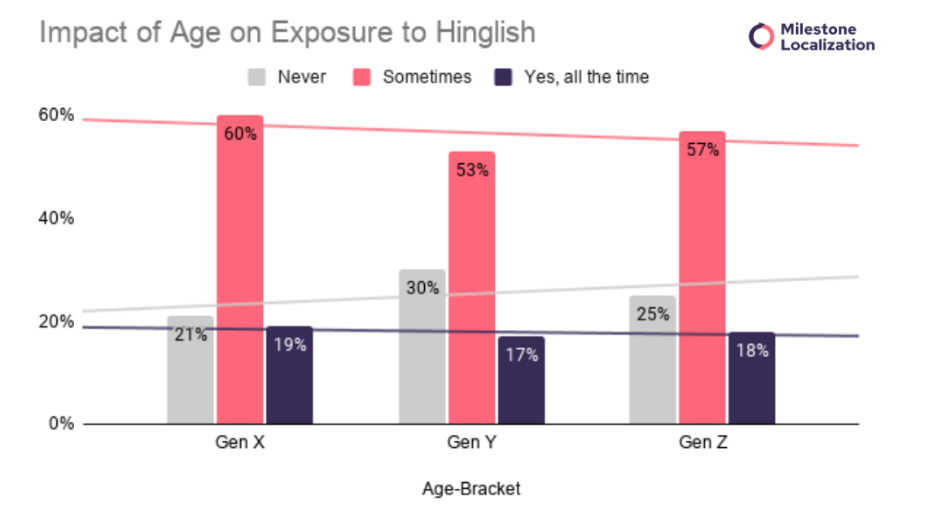 Impact of Age on Exposure to Hinglish
Milestone
Localization
Never Sometimes Yes, all the time
60%
40%
20%
0%
21% 60% 19%
30% 53% 17%
25% 57% 18%
Gen X Gen Y Gen Z
Age-Bracket